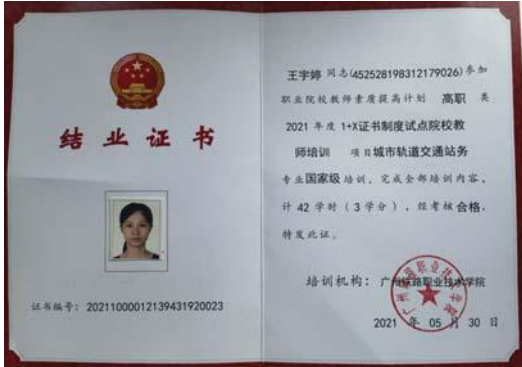 结业证书
证书编号：20211000012139431920023
王宇婷 同志(452528198312179026)参加
职业院校教师素质提高计划 高职 类
2021 年度 1+X证书制度试点院校教
师培训 项目城市轨道交通站务
专业国家级培训，完成全部培训内容，
计 42 学时（3 学分），经考核合格，
特发此证。
培训机构：广州铁路职业技术学院
2021 年 05 月 30 日